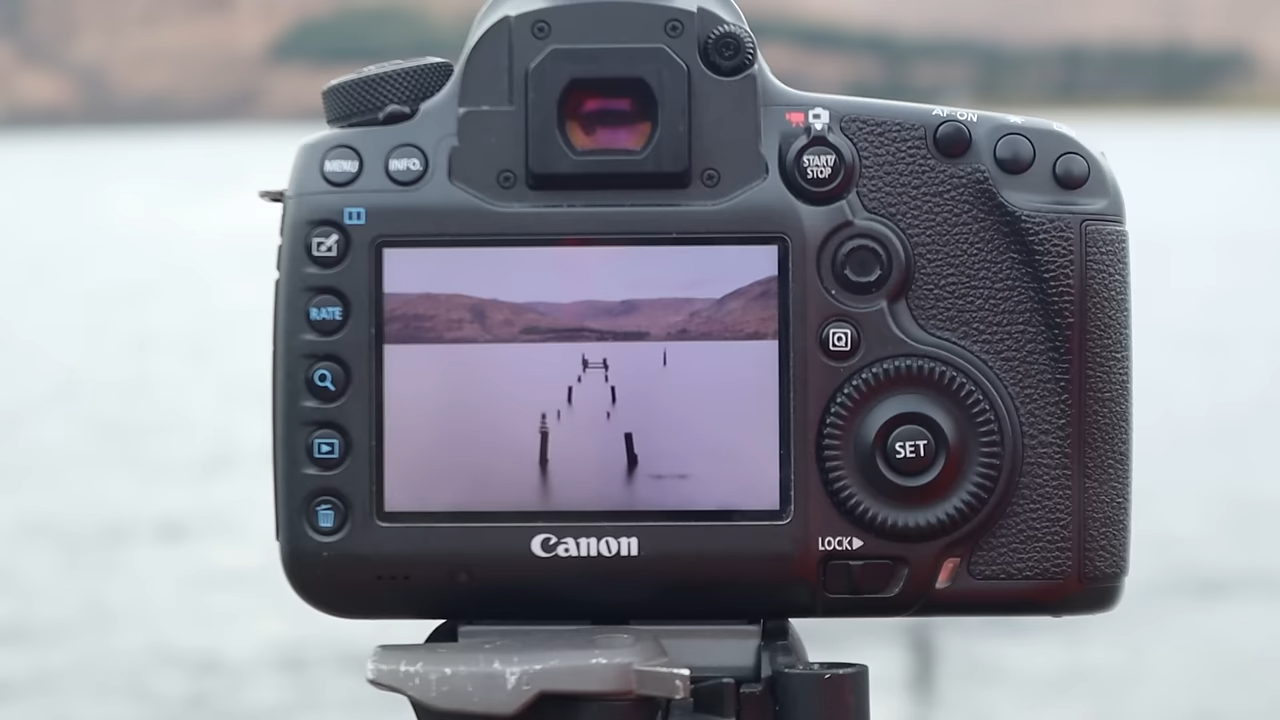 AF-ON
MENU
INFO.
START/
STOP
RATE
Q
SET
Canon
LOCK